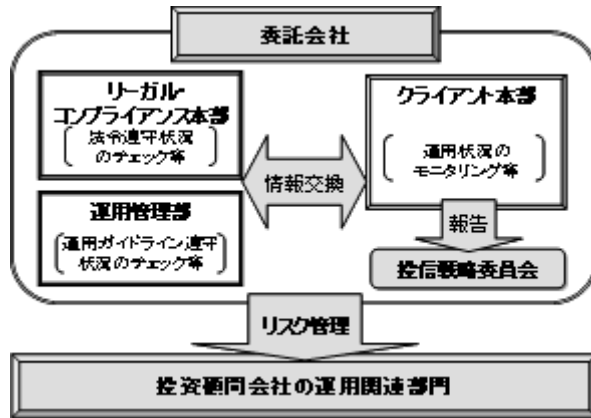 委託会社
リーガル・
コンプライアンス本部
法令遵守状況
のチェック等
運用管理部
運用ガイドライン遵守
状況のチェック等
情報交換
クライアント本部
運用状況の
モニタリング等
報告
投信戦略委員会
リスク管理
投資顧問会社の運用関連部門